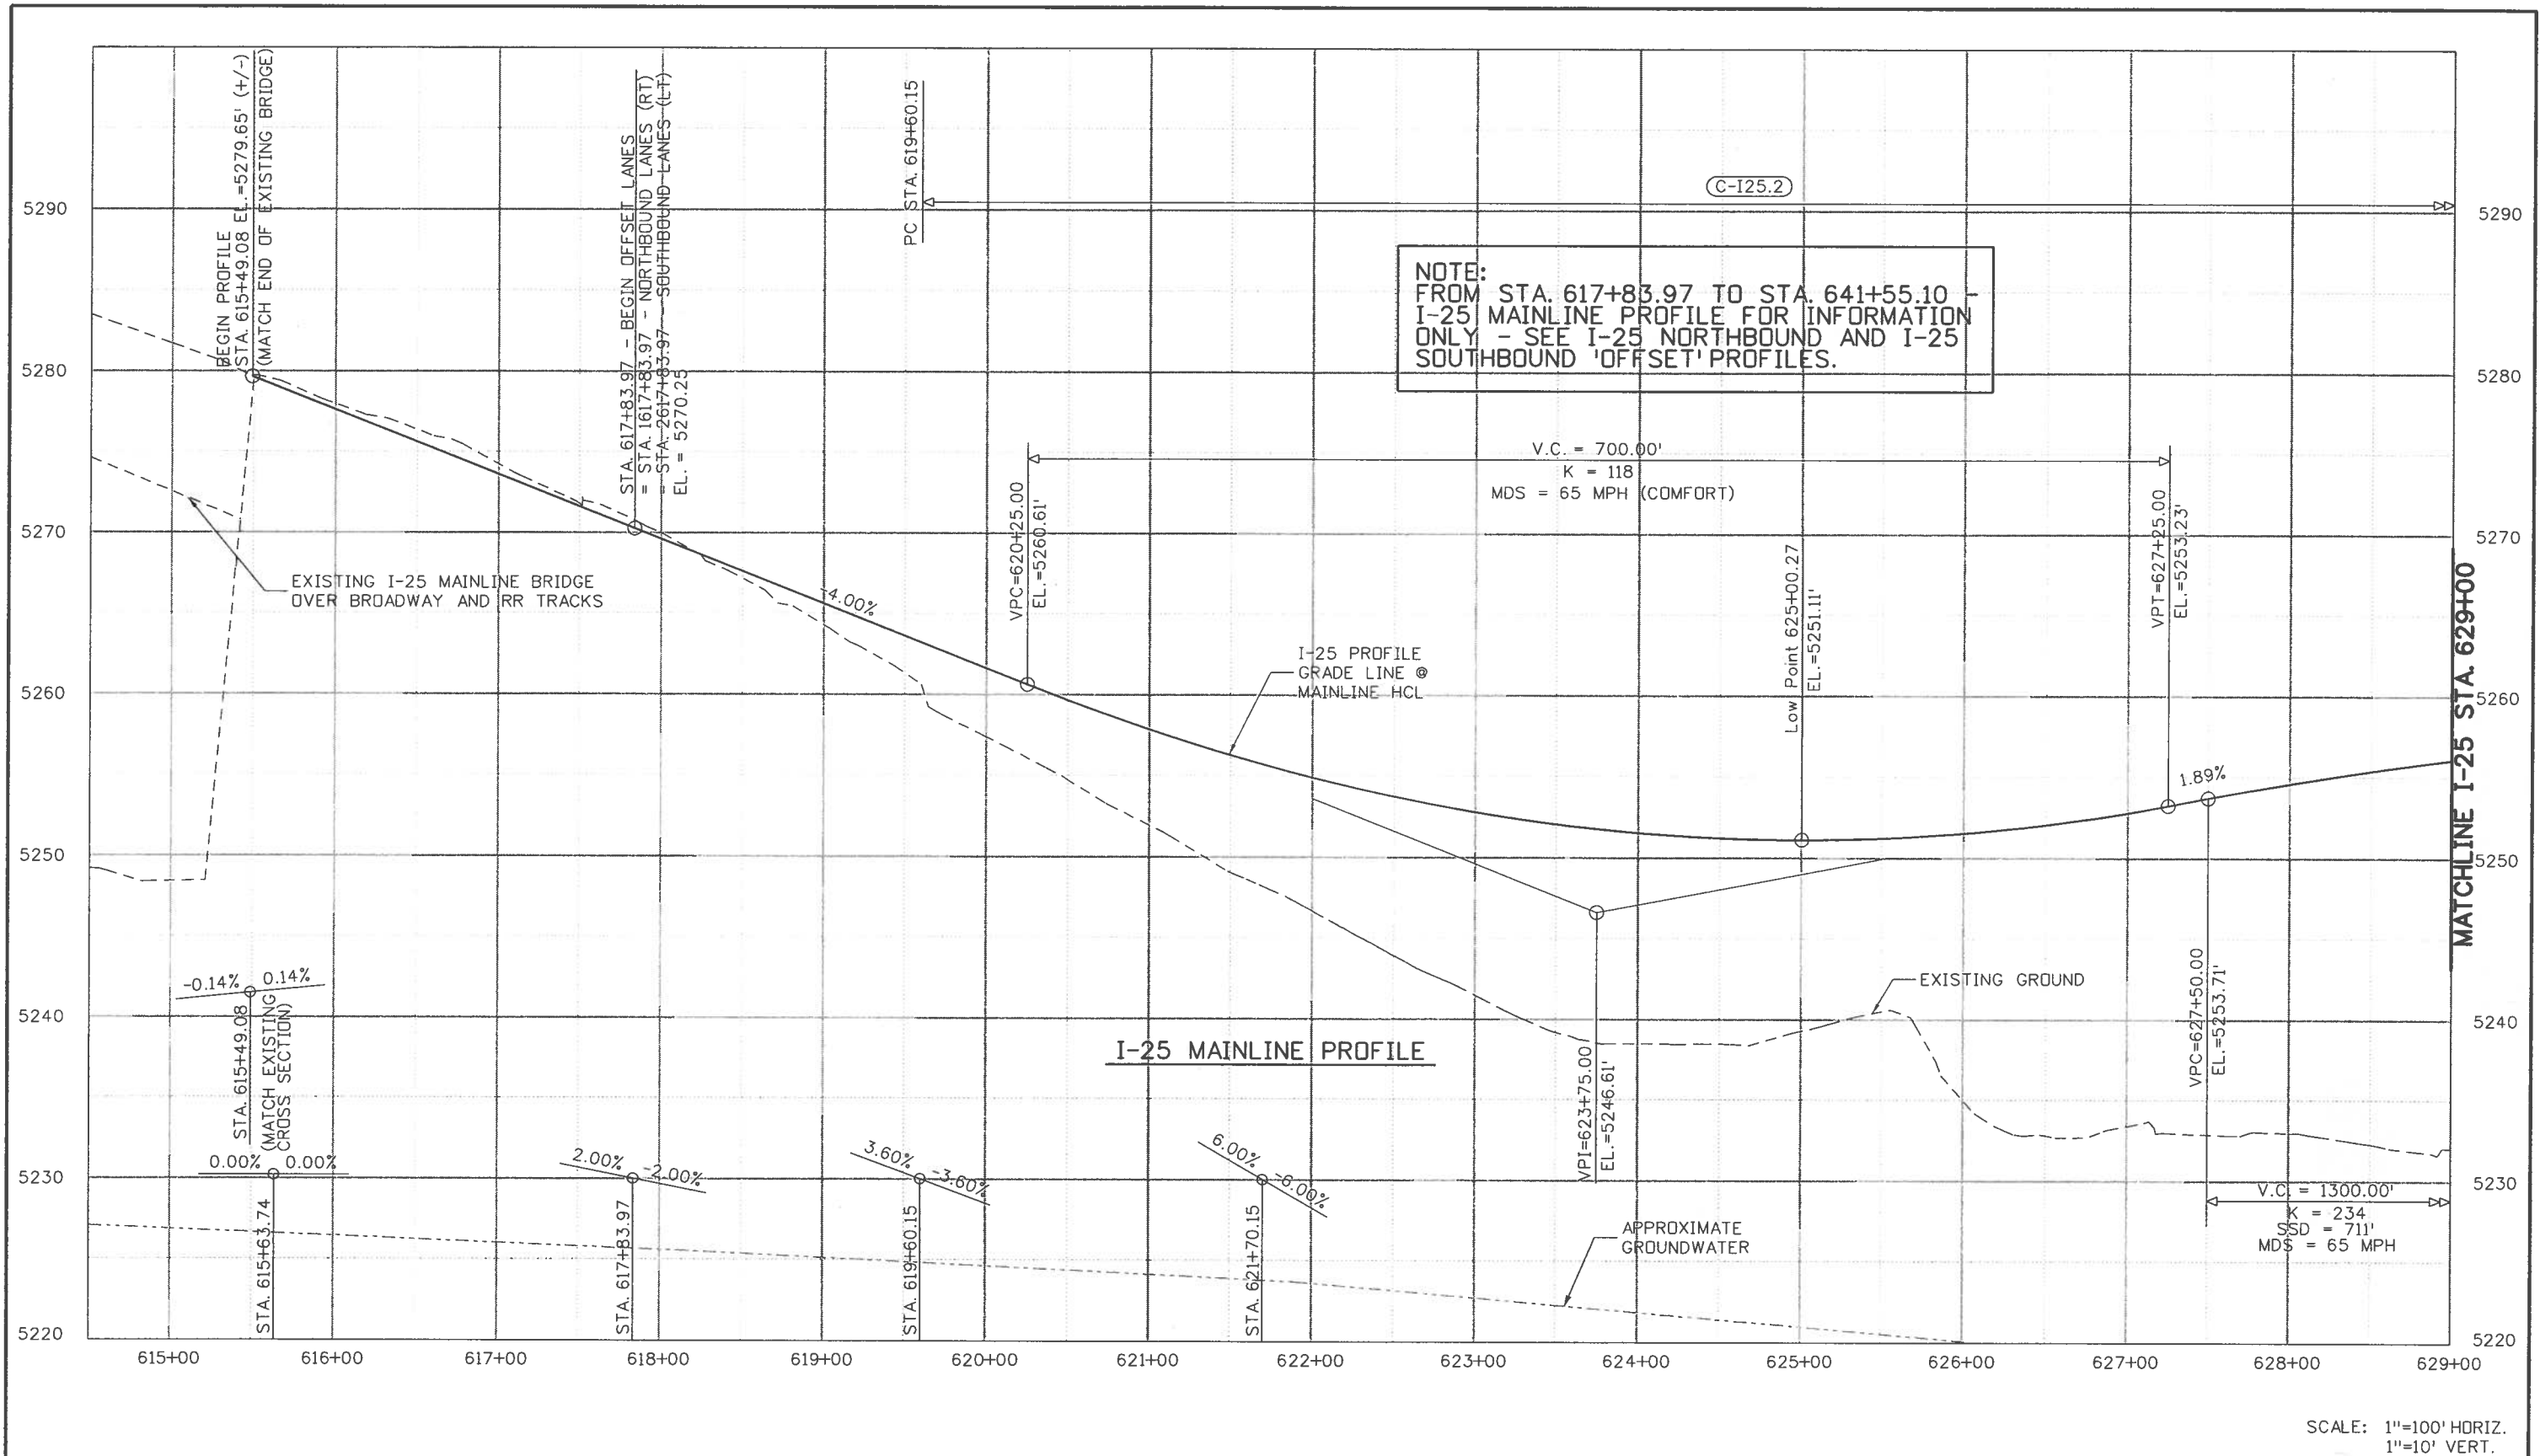 BEGIN PROFILE
STA. 615+49.08 EL.=5279.65' (+/-)
(MATCH END OF EXISTING BRIDGE)
STA. 617+83.97 - BEGIN OFFSET LANES
= STA. 1617+83.97 - NORTHBOUND LANES (RT)
= STA. 2617+83.97 - SOUTHBOUND LANES (LT)
EL. = 5270.25
PC STA. 619+60.15
C-I25.2
5290
5290
NOTE:
FROM STA. 617+83.97 TO STA. 641+55.10 -
I-25 MAINLINE PROFILE FOR INFORMATION
ONLY - SEE I-25 NORTHBOUND AND I-25
SOUTHBOUND 'OFFSET' PROFILES.
5280
5280
V.C. = 700.00'
K = 118
MDS = 65 MPH (COMFORT)
VPC=620+25.00
EL.=5260.61'
Low Point 625+00.27
EL.=5251.11'
VPT=627+25.00
EL.=5253.23'
5270
5270
EXISTING I-25 MAINLINE BRIDGE
OVER BROADWAY AND RR TRACKS
-4.00%
I-25 PROFILE
GRADE LINE @
MAINLINE HCL
5260
5260
MATCHLINE I-25 STA. 629+00
1.89%
5250
5250
-0.14% 0.14%
STA. 615+49.08
(MATCH EXISTING
CROSS SECTION)
EXISTING GROUND
VPC=627+50.00
EL.=5253.71'
5240
5240
I-25 MAINLINE PROFILE
VPI=623+75.00
EL.=5246.61'
0.00% 0.00%
2.00% -2.00%
3.60% -3.60%
6.00% -6.00%
5230
5230
V.C. = 1300.00'
K = 234
SSD = 711'
MDS = 65 MPH
STA. 615+63.74
STA. 617+83.97
STA. 619+60.15
STA. 621+70.15
APPROXIMATE
GROUNDWATER
5220
5220
615+00 616+00 617+00 618+00 619+00 620+00 621+00 622+00 623+00 624+00 625+00 626+00 627+00 628+00 629+00
SCALE: 1"=100' HORIZ.
1"=10' VERT.